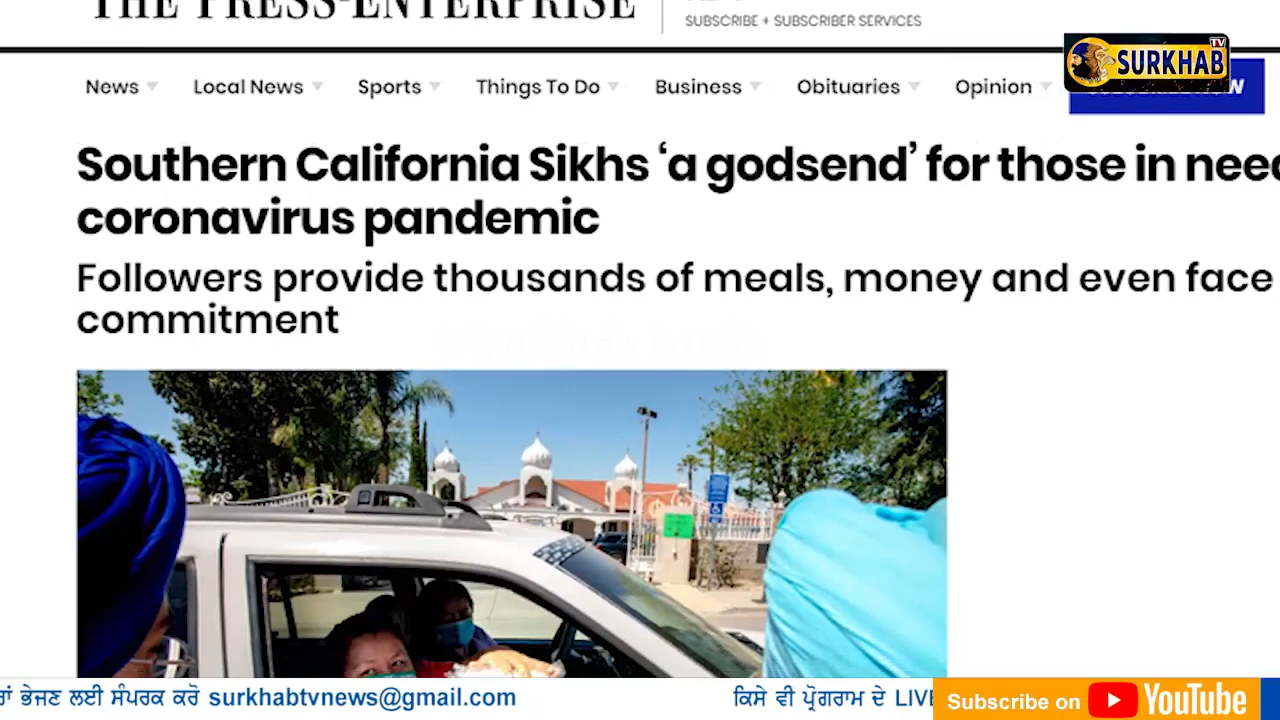 THE PRESS-ENTERPRISE
SUBSCRIBE + SUBSCRIBER SERVICES
SURKHAB TV
News
Local News
Sports
Things To Do
Business
Obituaries
Opinion
Southern California Sikhs ‘a godsend’ for those in
coronavirus pandemic
Followers provide thousands of meals, money and even face
commitment
ਭੇਜਣ ਲਈ ਸੰਪਰਕ ਕਰੋ surkhabtvnews@gmail.com
ਕਿਸੇ ਵੀ ਪ੍ਰੋਗਰਾਮ ਦੇ
Subscribe on YouTube